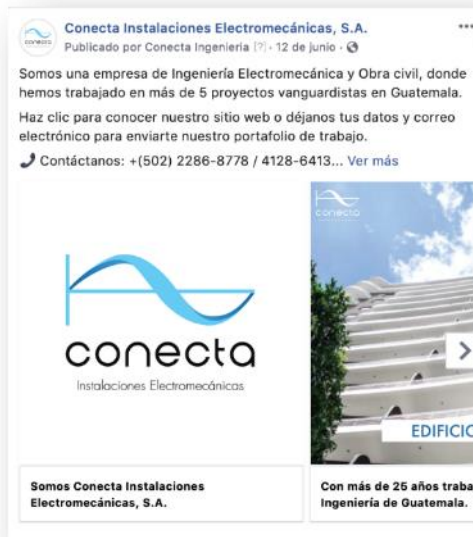 Conecta Instalaciones Electromecánicas, S.A.
Publicado por Conecta Ingenieria [?] · 12 de junio ·
Somos una empresa de Ingeniería Electromecánica y Obra civil, donde
hemos trabajado en más de 5 proyectos vanguardistas en Guatemala.
Haz clic para conocer nuestro sitio web o déjanos tus datos y correo
electrónico para enviarte nuestro portafolio de trabajo.
Contáctanos: +(502) 2286-8778 / 4128-6413... Ver más
conecta
Instalaciones Electromecánicas
conecta
EDIFICIO
Somos Conecta Instalaciones
Electromecánicas, S.A.
Con más de 25 años traba
Ingeniería de Guatemala.